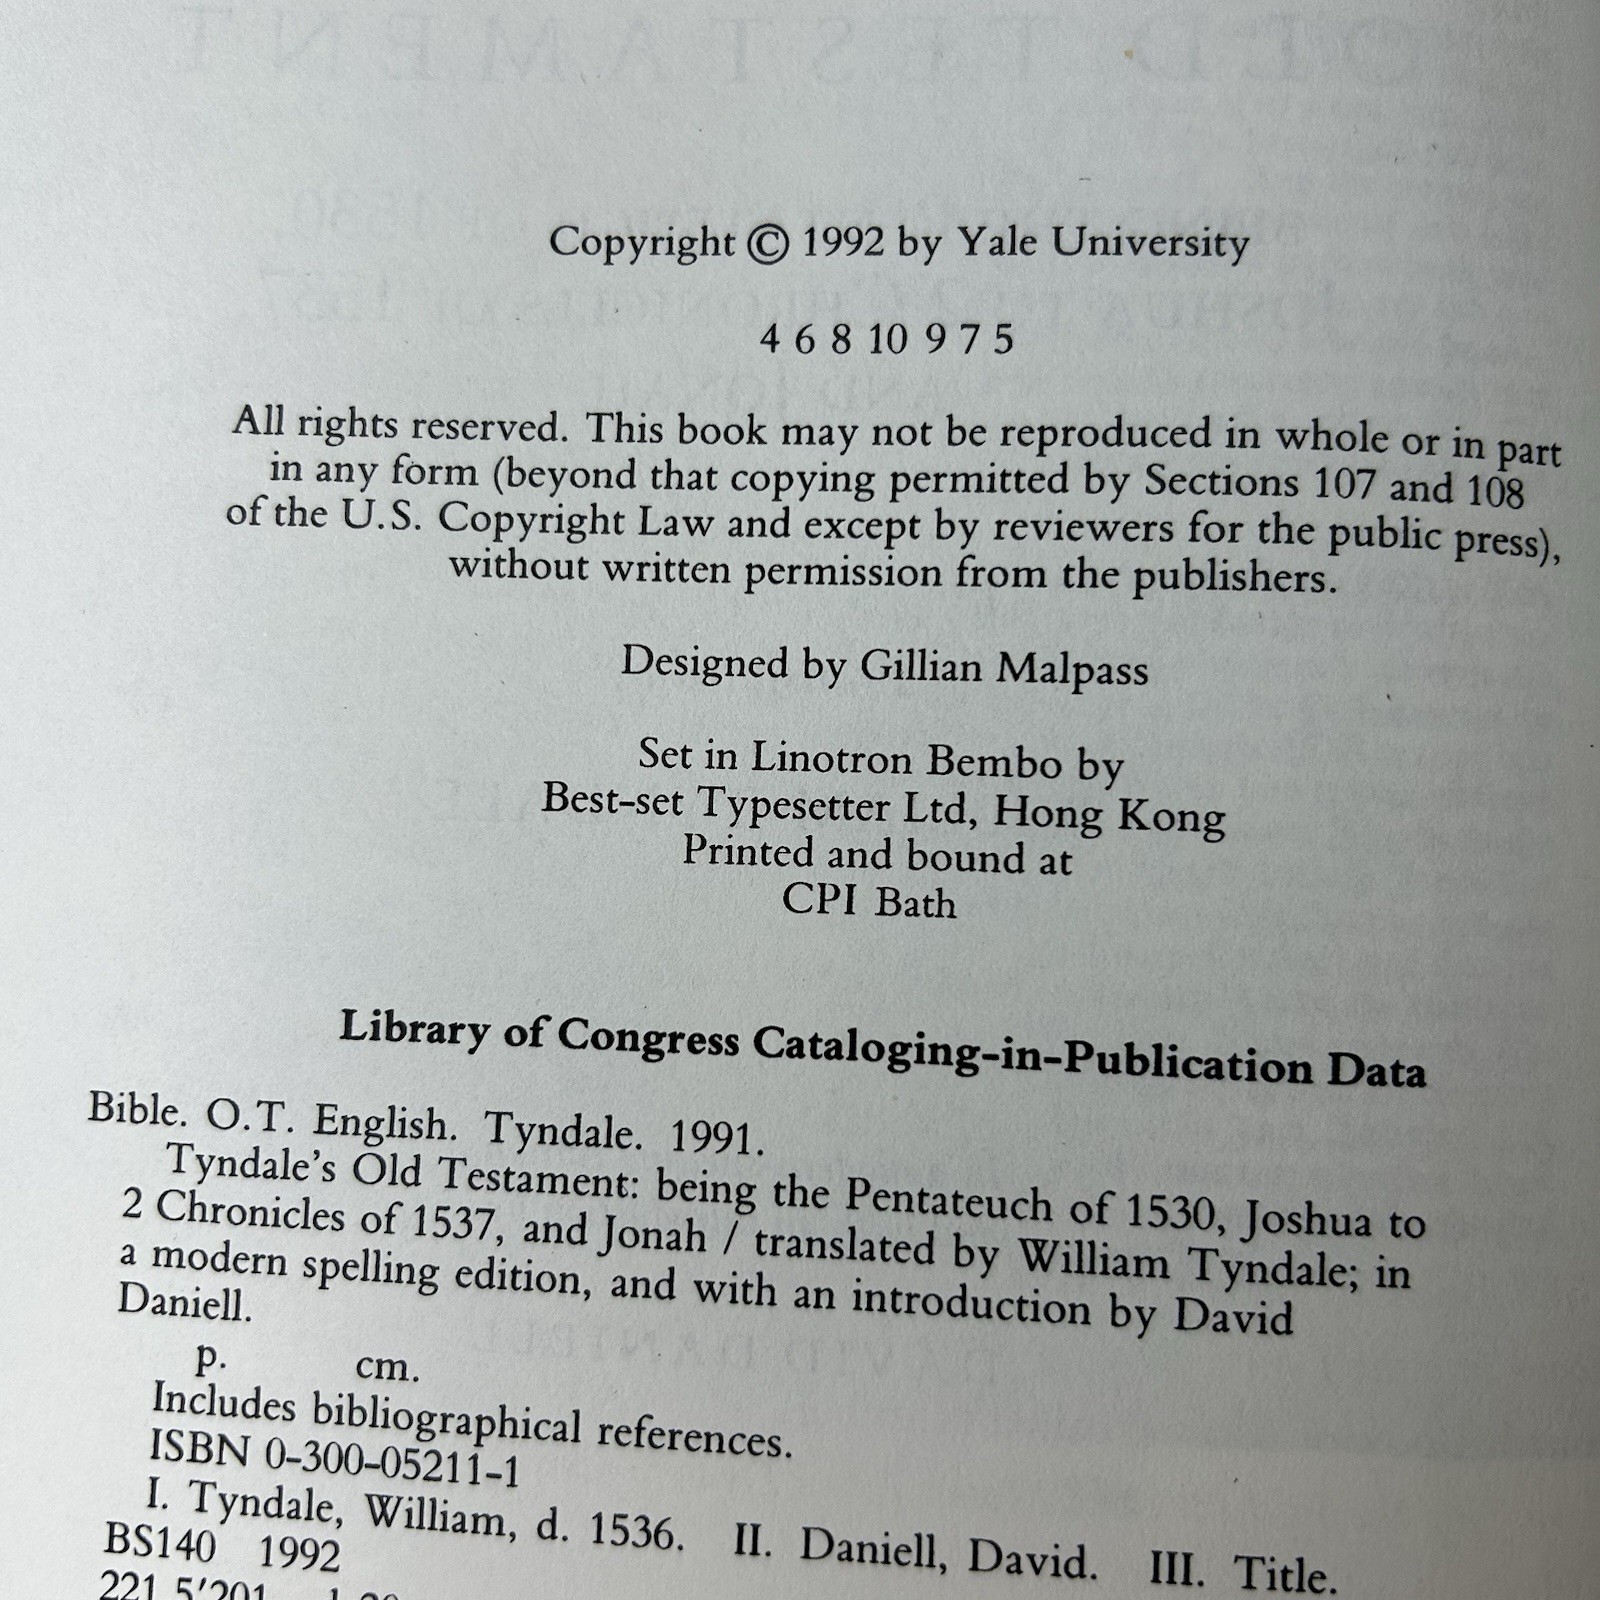 Copyright © 1992 by Yale University
4 6 8 10 9 7 5
All rights reserved. This book may not be reproduced in whole or in part
in any form (beyond that copying permitted by Sections 107 and 108
of the U.S. Copyright Law and except by reviewers for the public press),
without written permission from the publishers.
Designed by Gillian Malpass
Set in Linotron Bembo by
Best-set Typesetter Ltd, Hong Kong
Printed and bound at
CPI Bath
Library of Congress Cataloging-in-Publication Data
Bible. O.T. English. Tyndale. 1991.
Tyndale's Old Testament: being the Pentateuch of 1530, Joshua to
2 Chronicles of 1537, and Jonah / translated by William Tyndale; in
a modern spelling edition, and with an introduction by David
Daniell.
p. cm.
Includes bibliographical references.
ISBN 0-300-05211-1
I. Tyndale, William, d. 1536. II. Daniell, David. III. Title.
BS140 1992
221.5'201